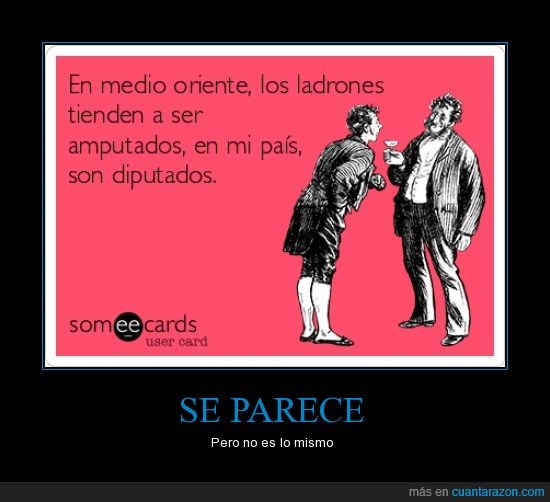 En medio oriente, los ladrones
tienden a ser
amputados, en mi país,
son diputados.
someecards
user card
SE PARECE
Pero no es lo mismo
más en cuantarazon.com